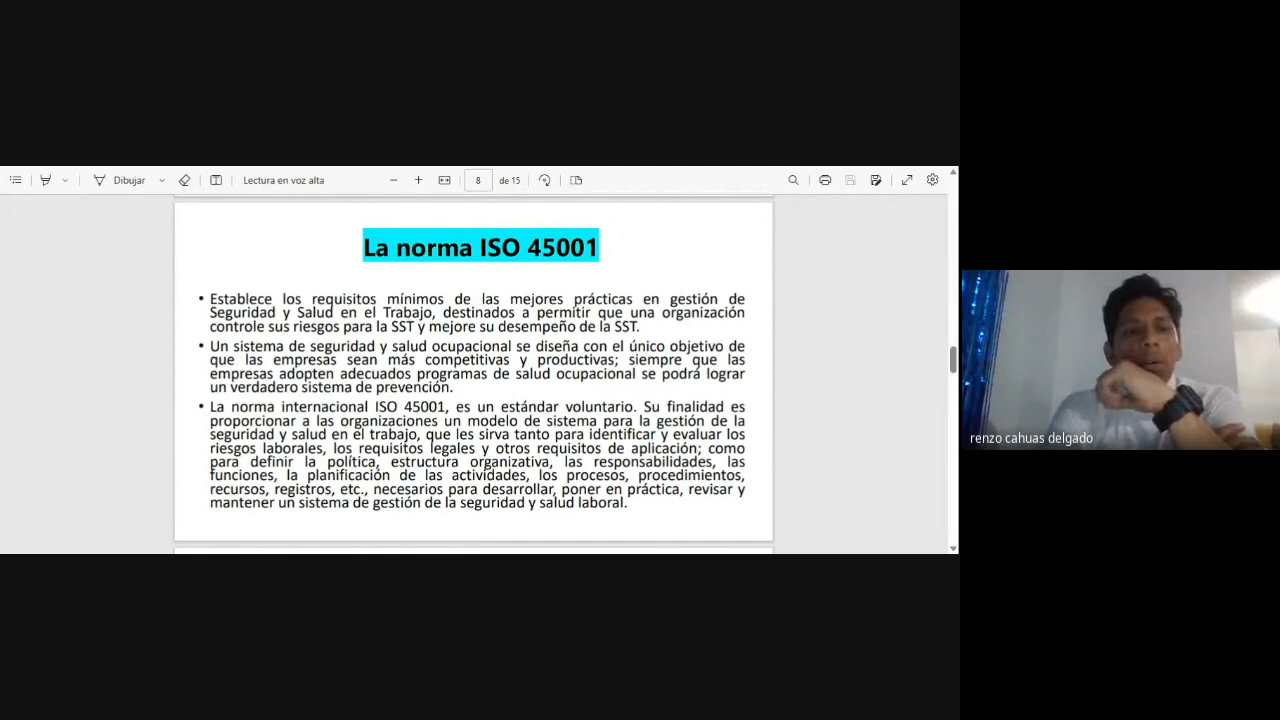 Dibujar
Lectura en voz alta
8
de 15
La norma ISO 45001
• Establece los requisitos mínimos de las mejores prácticas en gestión de
Seguridad y Salud en el Trabajo, destinados a permitir que una organización
controle sus riesgos para la SST y mejore su desempeño de la SST.
• Un sistema de seguridad y salud ocupacional se diseña con el único objetivo de
que las empresas sean más competitivas y productivas; siempre que las
empresas adopten adecuados programas de salud ocupacional se podrá lograr
un verdadero sistema de prevención.
• La norma internacional ISO 45001, es un estándar voluntario. Su finalidad es
proporcionar a las organizaciones un modelo de sistema para la gestión de la
seguridad y salud en el trabajo, que les sirva tanto para identificar y evaluar los
riesgos laborales, los requisitos legales y otros requisitos de aplicación; como
para definir la política, estructura organizativa, las responsabilidades, las
funciones, la planificación de las actividades, los procesos, procedimientos,
recursos, registros, etc., necesarios para desarrollar, poner en práctica, revisar y
mantener un sistema de gestión de la seguridad y salud laboral.
renzo cahuas delgado